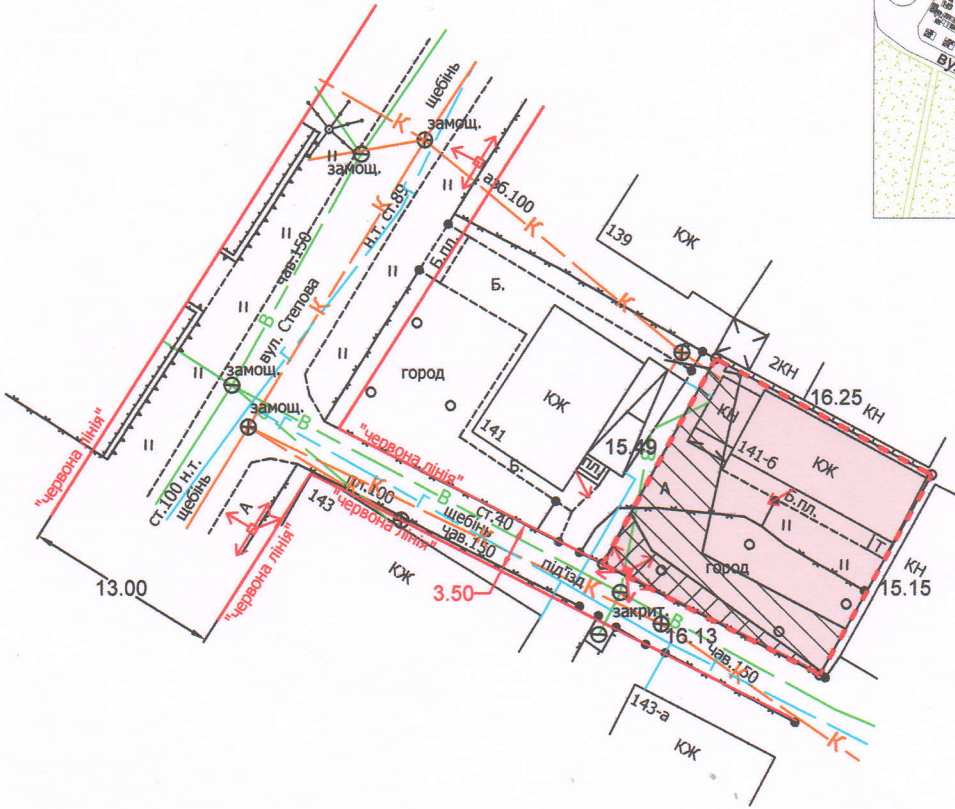 ву
щебінь
К
замощ.
II
замощ.
К
II
аз6.100
н.т. ст.89
К
139
КЖ
II
чав.150
Б.пл.
Б.
II
К
К
В
вул. Степова
2КН
16.25
КН
замощ.
город
КЖ
КН
II
замощ.
141
15.49
141-б
КЖ
"червона лінія"
В
пл
В
А
Б.пл.
II
ст.100 н.т.
щебінь
"червона лінія"
Б.
А
143
пл.100
К
Г
В
ст.40
щебінь
чав.150
"червона лінія"
II
Т
II
КН
город
15.15
13.00
"червона лінія"
КЖ
3.50
під'їзд
К
закрит.
16.13
В
чав.150
К
143-а
КЖ
К